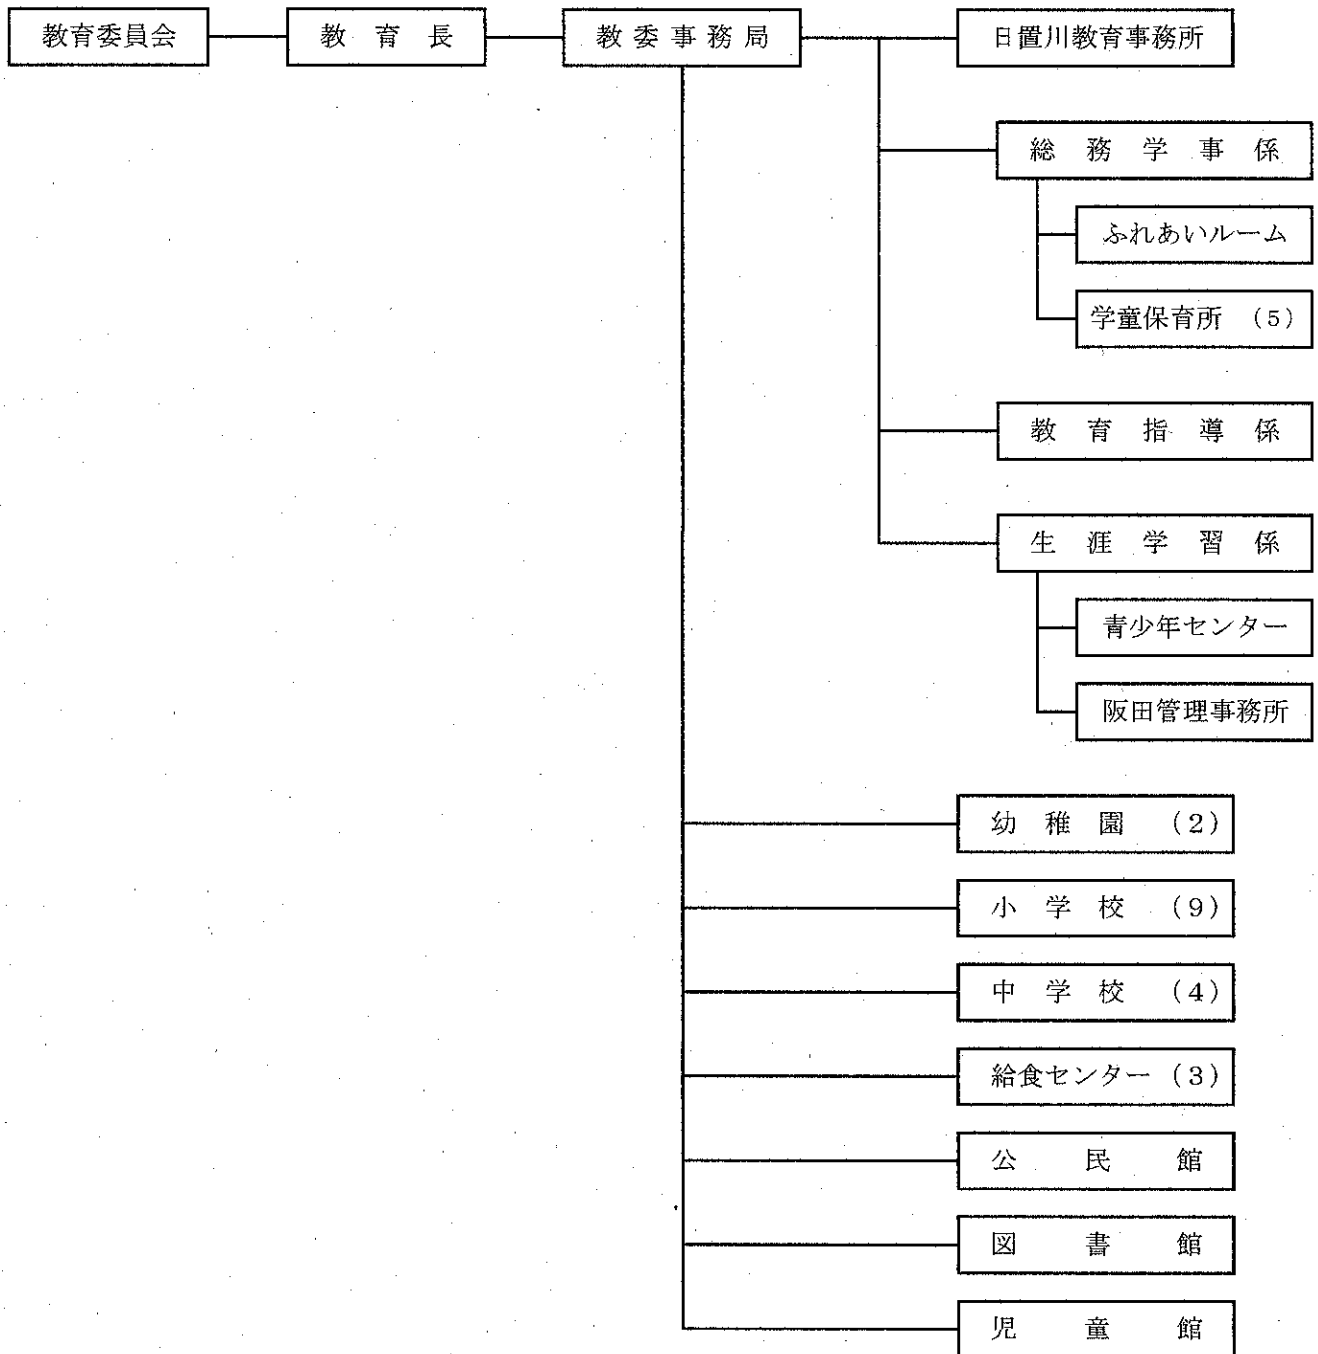 教育委員会
教育長
教委事務局
日置川教育事務所
総務学事係
ふれあいルーム
学童保育所 (5)
教育指導係
生涯学習係
青少年センター
阪田管理事務所
幼稚園 (2)
小学校 (9)
中学校 (4)
給食センター (3)
公民館
図書館
児童館